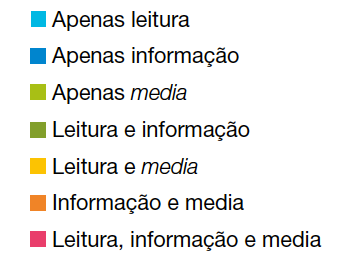 Apenas leitura
Apenas informação
Apenas media
Leitura e informação
Leitura e media
Informação e media
Leitura, informação e media